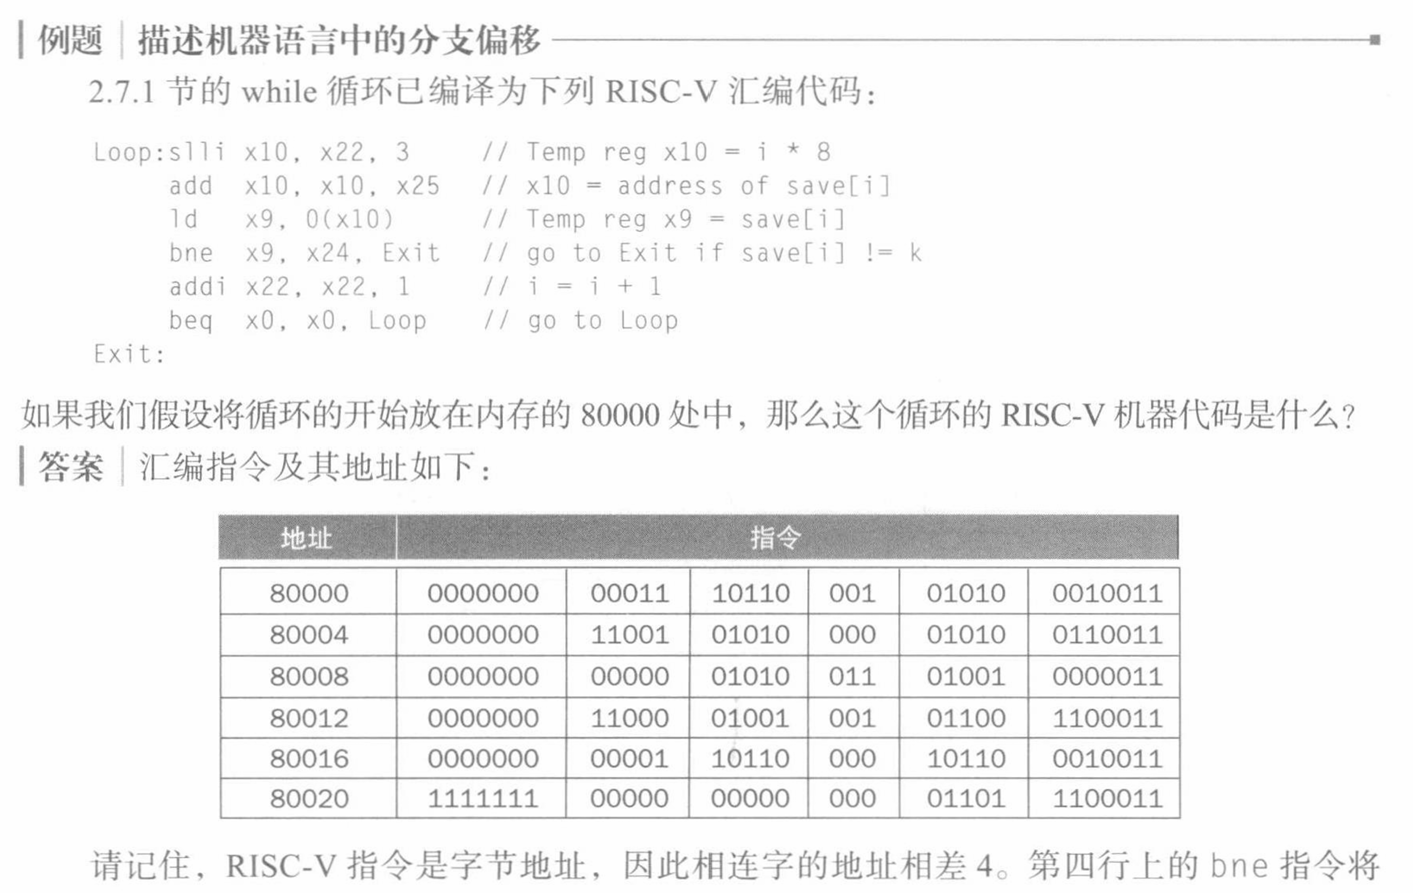 例题 描述机器语言中的分支偏移
2.7.1 节的 while 循环已编译为下列 RISC-V 汇编代码：
Loop:slli x10, x22, 3 // Temp reg x10 = i * 8
add x10, x10, x25 // x10 = address of save[i]
ld x9, 0(x10) // Temp reg x9 = save[i]
bne x9, x24, Exit // go to Exit if save[i] != k
addi x22, x22, 1 // i = i + 1
beq x0, x0, Loop // go to Loop
Exit:
如果我们假设将循环的开始放在内存的 80000 处中，那么这个循环的 RISC-V 机器代码是什么？
答案 汇编指令及其地址如下：
地址 指令
80000 0000000 00011 10110 001 01010 0010011
80004 0000000 11001 01010 000 01010 0110011
80008 0000000 00000 01010 011 01001 0000011
80012 0000000 11000 01001 001 01100 1100011
80016 0000000 00001 10110 000 10110 0010011
80020 1111111 00000 00000 000 01101 1100011
请记住，RISC-V 指令是字节地址，因此相连字的地址相差 4。第四行上的 bne 指令将